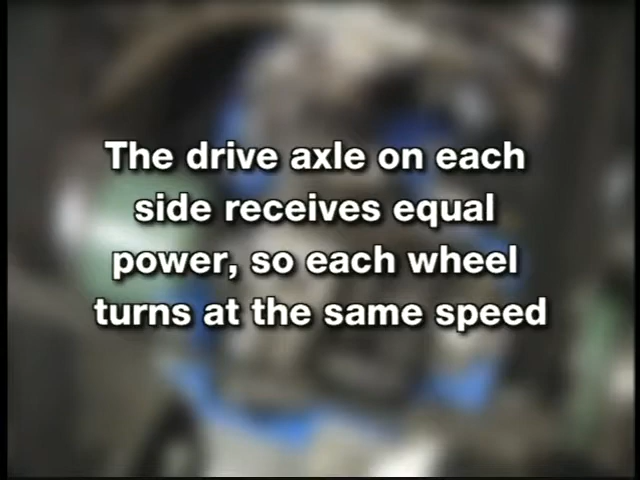 The drive axle on each
side receives equal
power, so each wheel
turns at the same speed